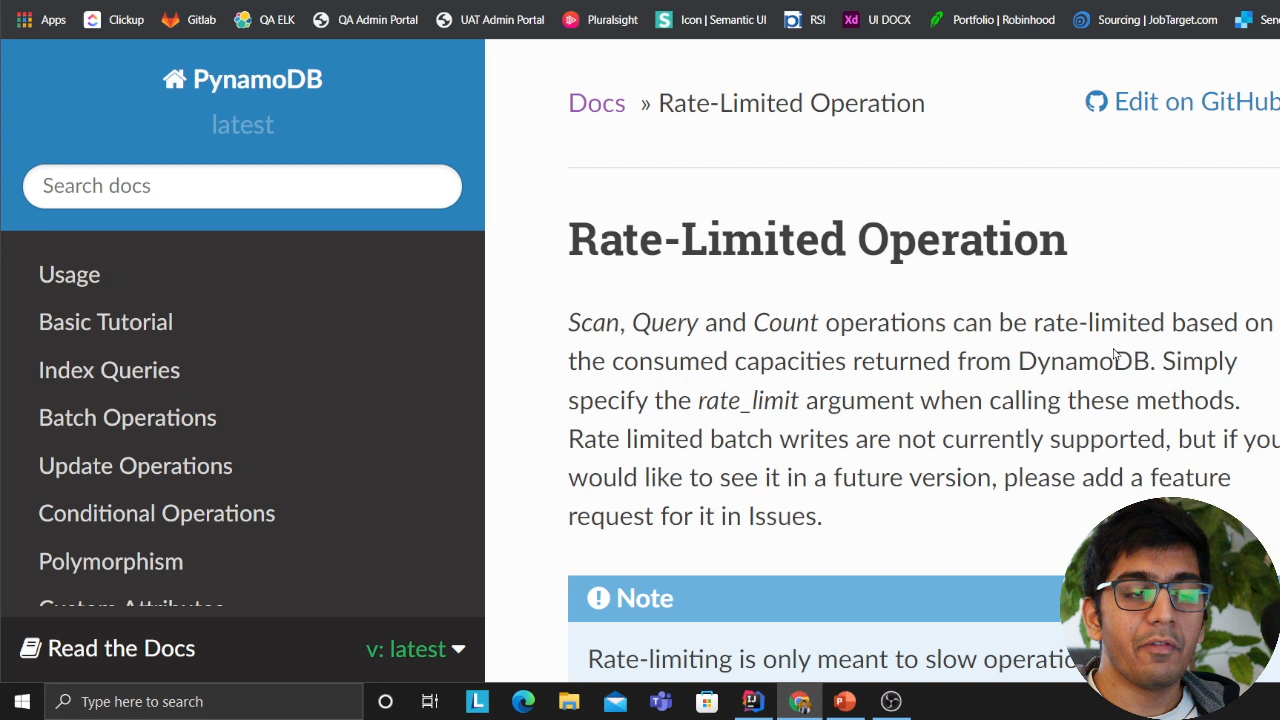 Apps Clickup Gitlab QA ELK QA Admin Portal UAT Admin Portal Pluralsight S Icon | Semantic UI RSI Xd UI DOCX Portfolio | Robinhood Sourcing | JobTarget.com Sen
PynamoDB
latest
Search docs
Usage
Basic Tutorial
Index Queries
Batch Operations
Update Operations
Conditional Operations
Polymorphism
Custom Attributes
Read the Docs v: latest
Docs » Rate-Limited Operation Edit on GitHub
Rate-Limited Operation
Scan, Query and Count operations can be rate-limited based on
the consumed capacities returned from DynamoDB. Simply
specify the rate_limit argument when calling these methods.
Rate limited batch writes are not currently supported, but if you
would like to see it in a future version, please add a feature
request for it in Issues.
Note
Rate-limiting is only meant to slow operatio
Type here to search